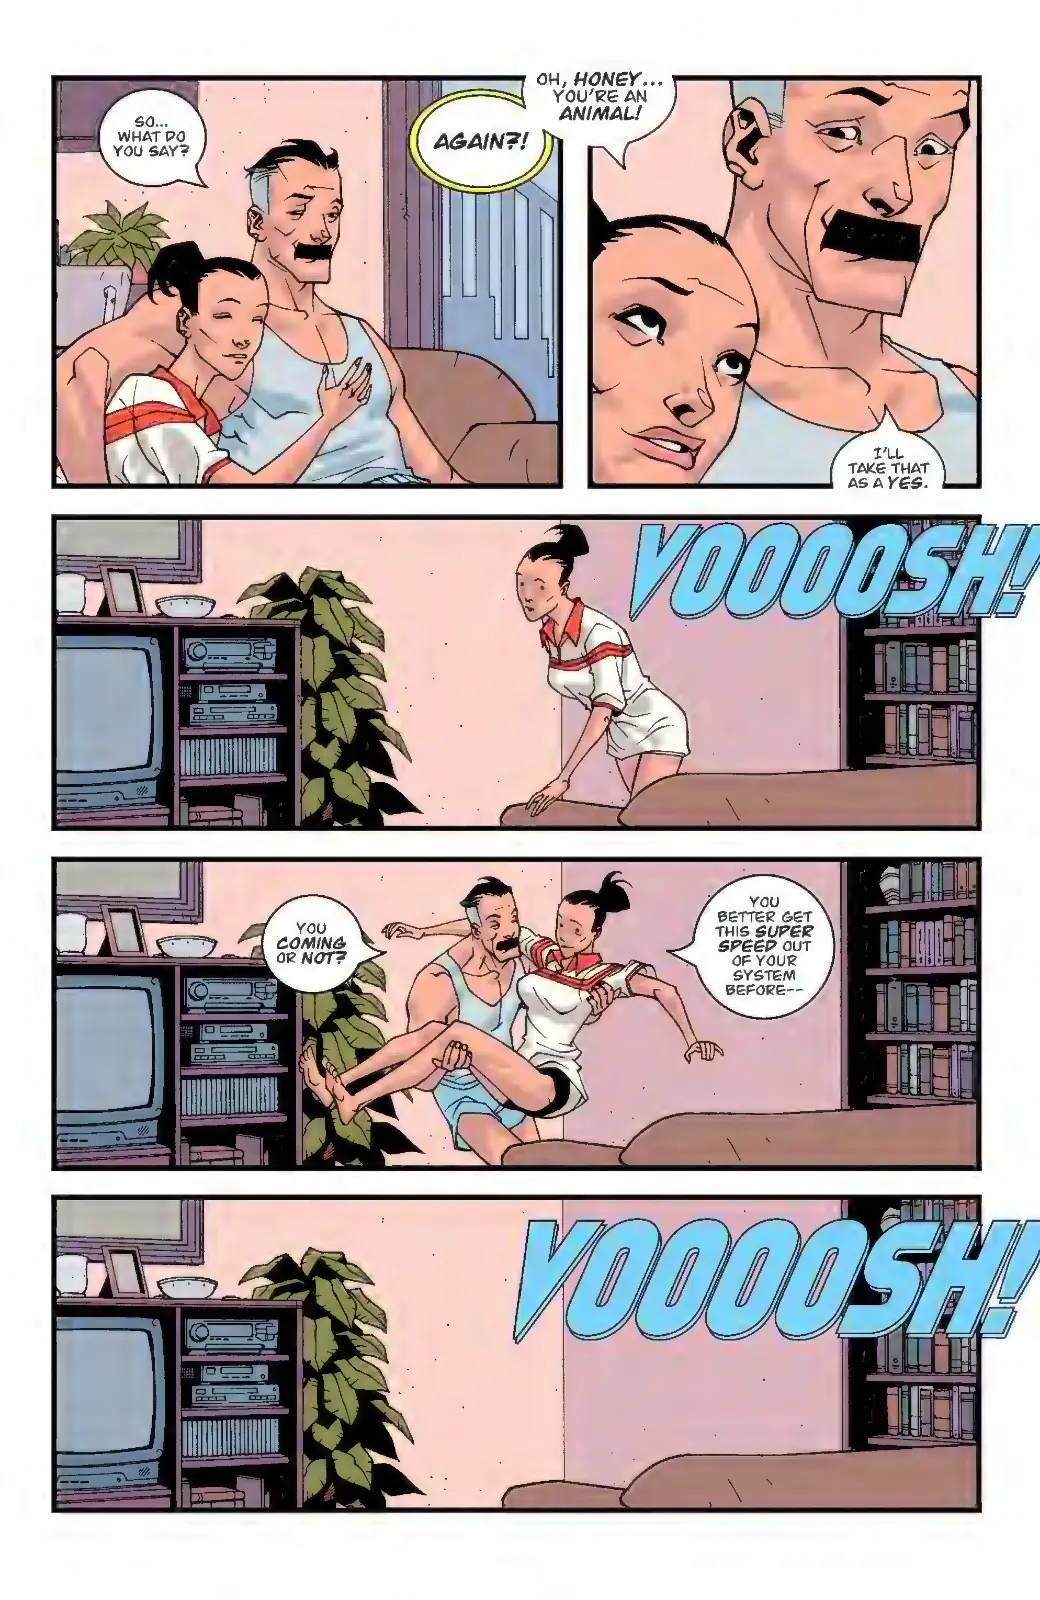 SO...
WHAT DO
YOU SAY?
AGAIN?!
OH, HONEY...
YOU'RE AN
ANIMAL!
I'LL
TAKE THAT
AS A YES.
VOOOOSH!
YOU
COMING
OR NOT?
YOU
BETTER GET
THIS SUPER
SPEED OUT
OF YOUR
SYSTEM
BEFORE--
VOOOOSH!